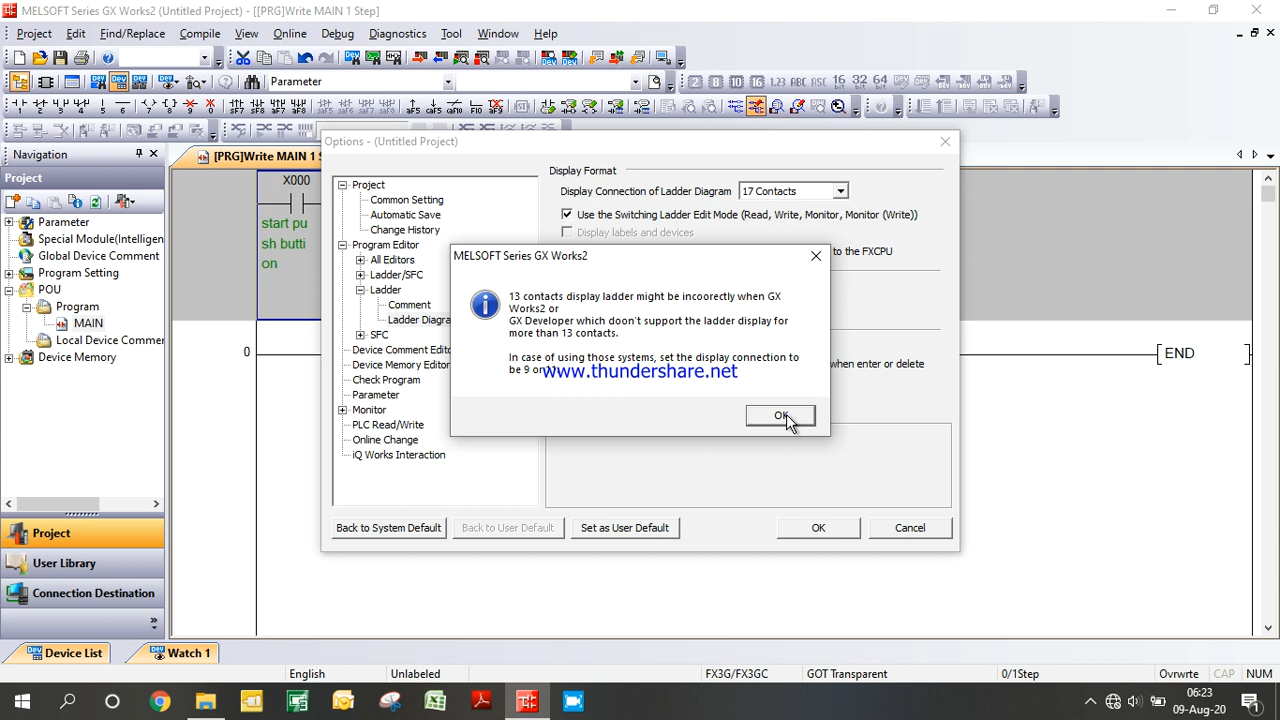 MELSOFT Series GX Works2 (Untitled Project) - [[PRG]Write MAIN 1 Step]
Project Edit Find/Replace Compile View Online Debug Diagnostics Tool Window Help
Parameter
Navigation
[PRG]Write MAIN 1 S
Project
Parameter
Special Module(Intelligen
Global Device Comment
Program Setting
POU
Program
MAIN
Local Device Comme
Device Memory
Project
User Library
Connection Destination
X000
start pu
sh butti
on
0
END
Options - (Untitled Project)
Project
Common Setting
Automatic Save
Change History
Program Editor
All Editors
Ladder/SFC
Ladder
Comment
Ladder Diagra
SFC
Device Comment Edito
Device Memory Editor
Check Program
Parameter
Monitor
PLC Read/Write
Online Change
iQ Works Interaction
Display Format
Display Connection of Ladder Diagram 17 Contacts
Use the Switching Ladder Edit Mode (Read, Write, Monitor, Monitor (Write))
Display labels and devices
to the FXCPU
when enter or delete
MELSOFT Series GX Works2
13 contacts display ladder might be incoorectly when GX
Works2 or
GX Developer which doon't support the ladder display for
more than 13 contacts.
In case of using those systems, set the display connection to
be 9 or
www.thundershare.net
OK
Back to System Default Back to User Default Set as User Default OK Cancel
Device List Watch 1
English Unlabeled FX3G/FX3GC GOT Transparent 0/1Step Ovrwrte CAP NUM
06:23
09-Aug-20